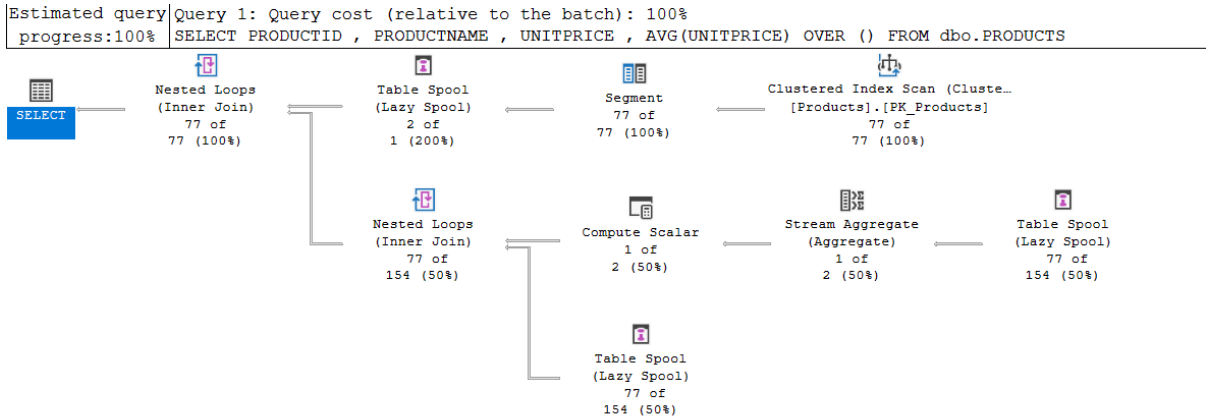 Estimated query progress:100%
Query 1: Query cost (relative to the batch): 100%
SELECT PRODUCTID , PRODUCTNAME , UNITPRICE , AVG(UNITPRICE) OVER () FROM dbo.PRODUCTS
SELECT
Nested Loops
(Inner Join)
77 of
77 (100%)
Table Spool
(Lazy Spool)
2 of
1 (200%)
Segment
77 of
77 (100%)
Clustered Index Scan (Cluste…
[Products].[PK_Products]
77 of
77 (100%)
Nested Loops
(Inner Join)
77 of
154 (50%)
Compute Scalar
1 of
2 (50%)
Stream Aggregate
(Aggregate)
1 of
2 (50%)
Table Spool
(Lazy Spool)
77 of
154 (50%)
Table Spool
(Lazy Spool)
77 of
154 (50%)